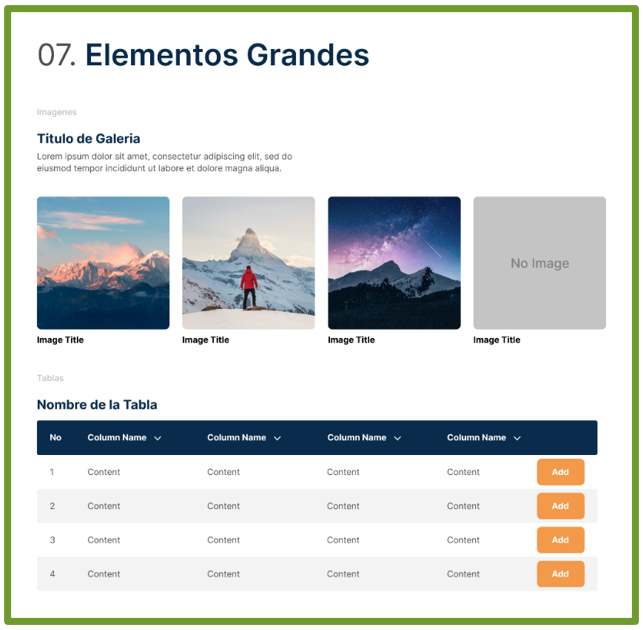 07. Elementos Grandes
Imagenes
Titulo de Galeria
Lorem ipsum dolor sit amet, consectetur adipiscing elit, sed do
eiusmod tempor incididunt ut labore et dolore magna aliqua.
No Image
Image Title Image Title Image Title Image Title
Tablas
Nombre de la Tabla
No Column Name Column Name Column Name Column Name
1 Content Content Content Content Add
2 Content Content Content Content Add
3 Content Content Content Content Add
4 Content Content Content Content Add